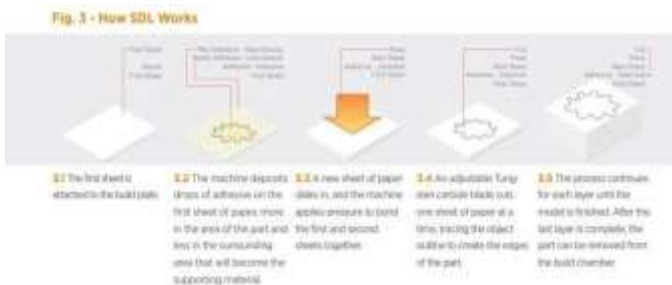 Fig. 3 - How SDL Works
3.1 The first sheet is
attached to the build plate.
3.2 The machine deposits
drops of adhesive on the
first sheet of paper, more
in the area of the part and
less in the surrounding
area that will become the
supporting material.
3.3 A new sheet of paper
slides in, and the machine
applies pressure to bond
the first and second
sheets together.
3.4 An adjustable Tung-
sten carbide blade cuts
one sheet of paper at a
time, tracing the object
outline to create the edges
of the part.
3.5 The process continues
for each layer until the
model is finished. After the
last layer is complete, the
part can be removed from
the build chamber.